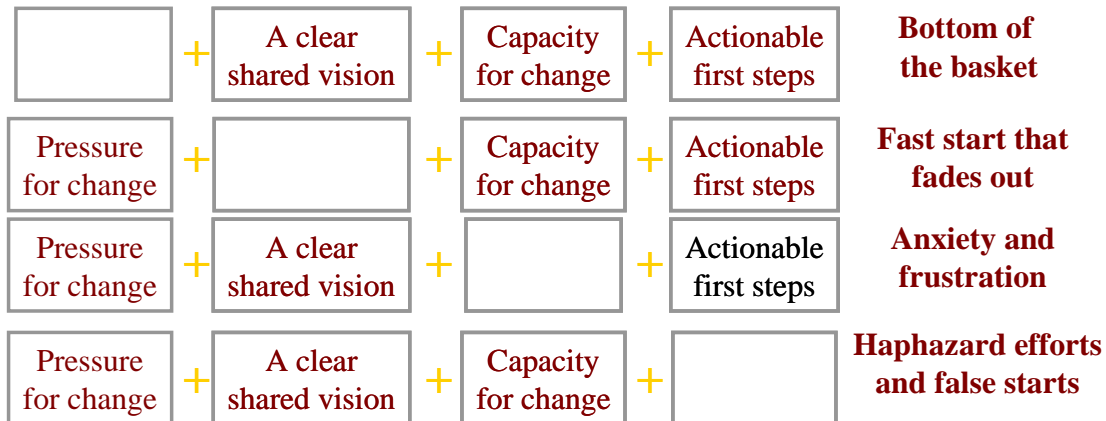 +
A clear
shared vision
+
Capacity
for change
+
Actionable
first steps
Bottom of
the basket
Pressure
for change
+
+
Capacity
for change
+
Actionable
first steps
Fast start that
fades out
Pressure
for change
+
A clear
shared vision
+
+
Actionable
first steps
Anxiety and
frustration
Pressure
for change
+
A clear
shared vision
+
Capacity
for change
+
Haphazard efforts
and false starts